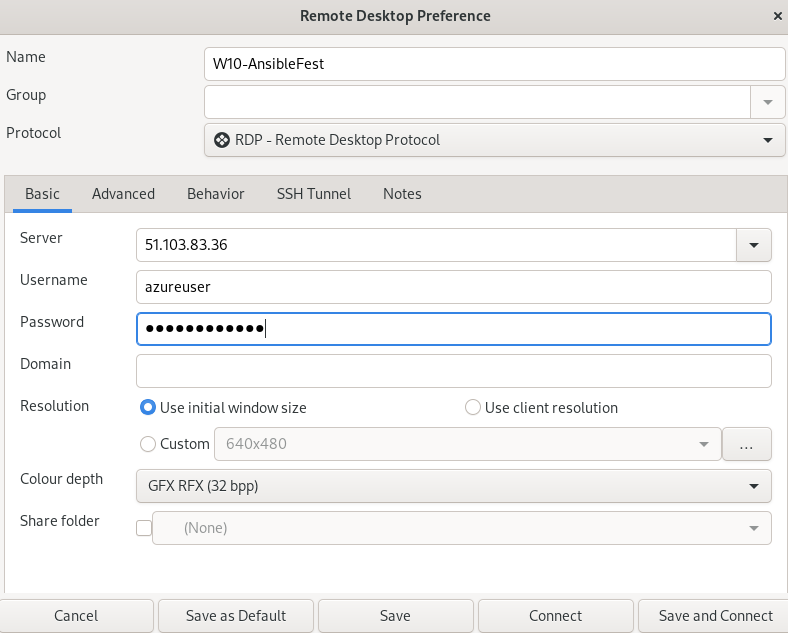 Remote Desktop Preference ×
Name W10-AnsibleFest
Group
Protocol RDP - Remote Desktop Protocol
Basic Advanced Behavior SSH Tunnel Notes
Server 51.103.83.36
Username azureuser
Password ●●●●●●●●●●●●
Domain
Resolution Use initial window size Use client resolution
Custom 640x480 ...
Colour depth GFX RFX (32 bpp)
Share folder (None)
Cancel Save as Default Save Connect Save and Connect